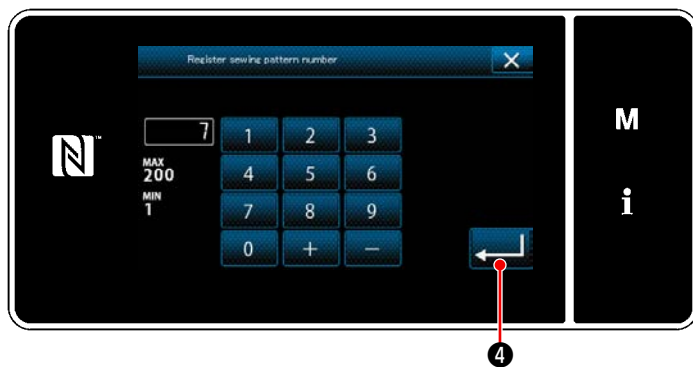 Register sewing pattern number
7
MAX
200
MIN
1
1 2 3
4 5 6
7 8 9
0 + −
M
i
N™
4